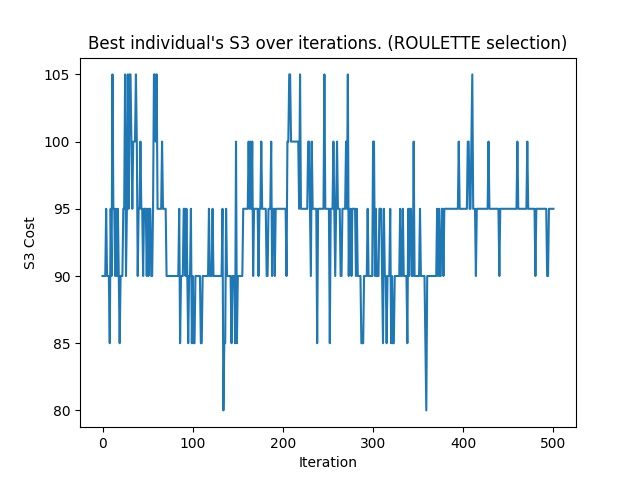 Best individual's S3 over iterations. (ROULETTE selection)
105
100
95
90
85
80
S3 Cost
0 100 200 300 400 500
Iteration